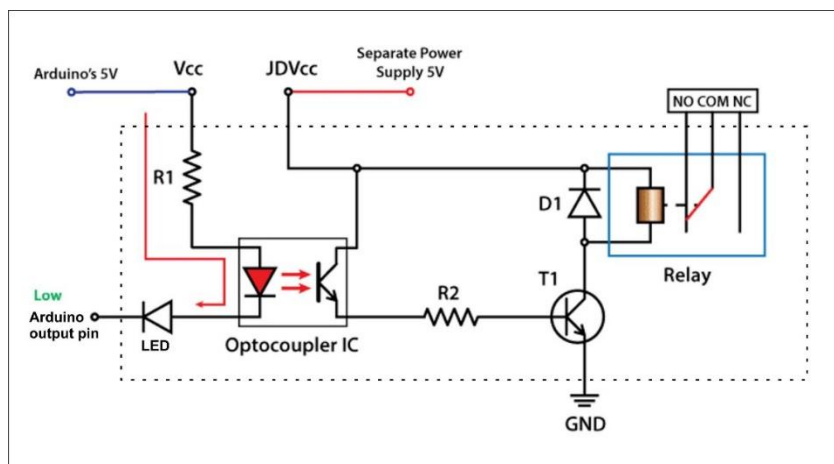 Arduino's 5V
Vcc
JDVcc
Separate Power
Supply 5V
NO COM NC
R1
D1
Relay
T1
R2
Low
Arduino
output pin
LED
Optocoupler IC
GND